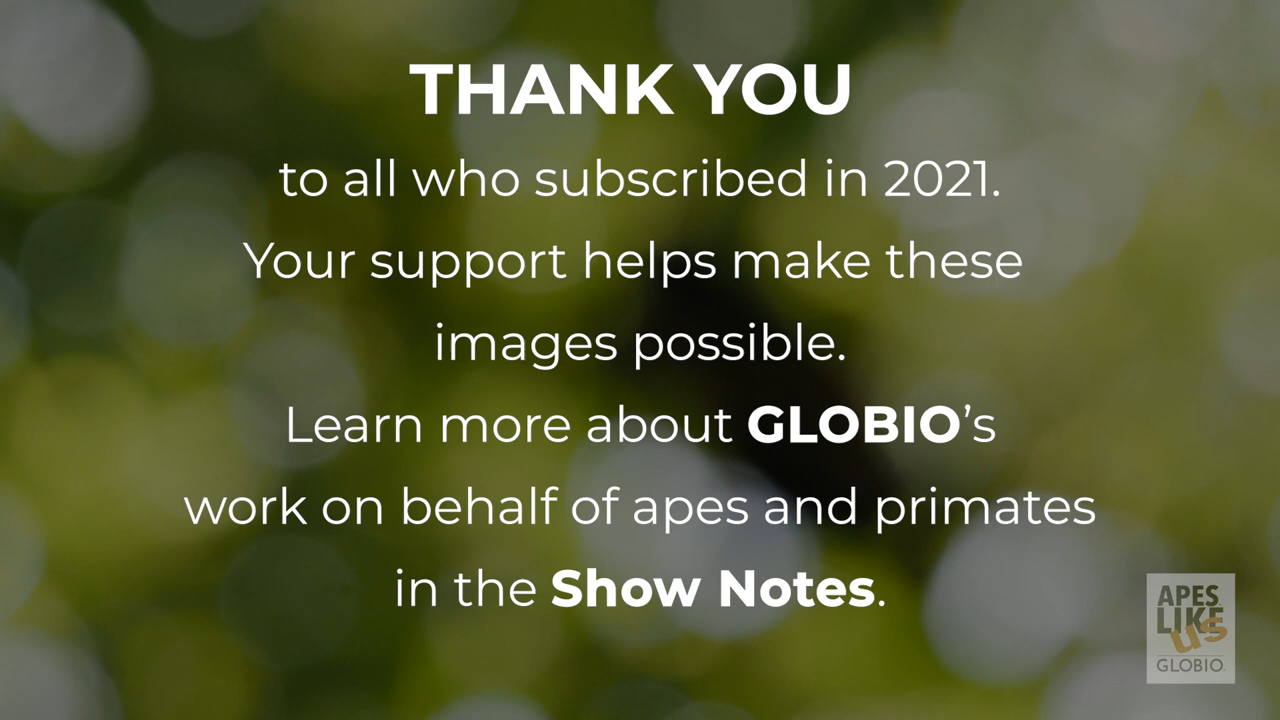 THANK YOU
to all who subscribed in 2021.
Your support helps make these
images possible.
Learn more about GLOBIO’s
work on behalf of apes and primates
in the Show Notes.
APES
LIKE
us
GLOBIO